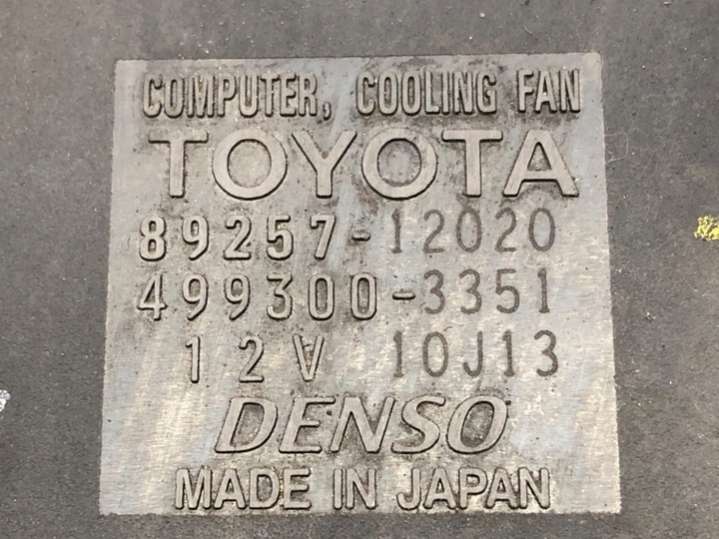 COMPUTER, COOLING FAN
TOYOTA
89257-12020
499300-3351
12V 10J13
DENSO
MADE IN JAPAN